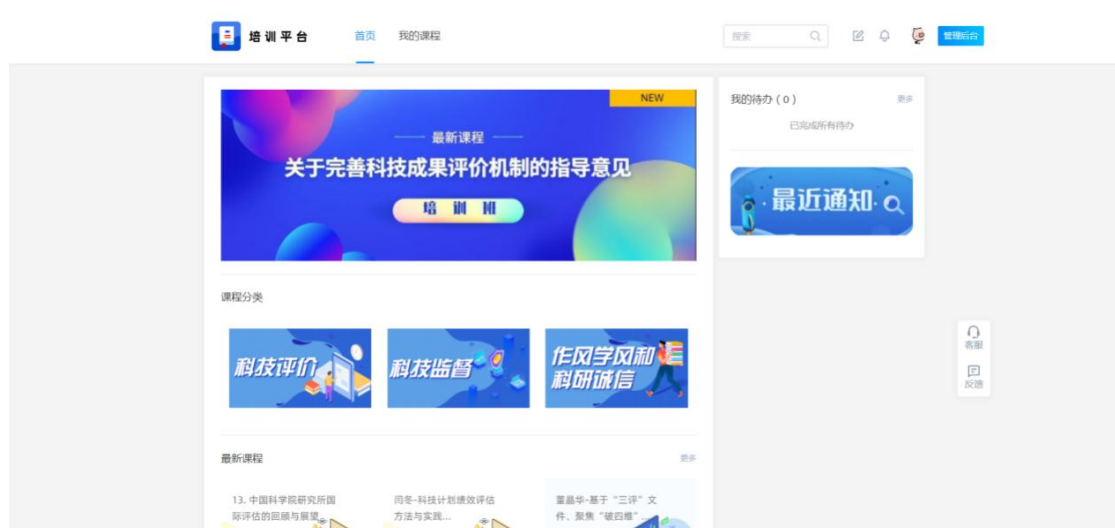 培训平台
首页
我的课程
搜索
管理后台
NEW
最新课程
关于完善科技成果评价机制的指导意见
培 训 班
我的待办（0）
更多
已完成所有待办
·最近通知·
课程分类
科技评价
科技监督
作风学风和
科研诚信
客服
反馈
最新课程
更多
13. 中国科学院研究所国
际评估的回顾与展望
闫冬-科技计划绩效评估
方法与实践...
董晶华-基于“三评”文
件、聚焦“破四维”...